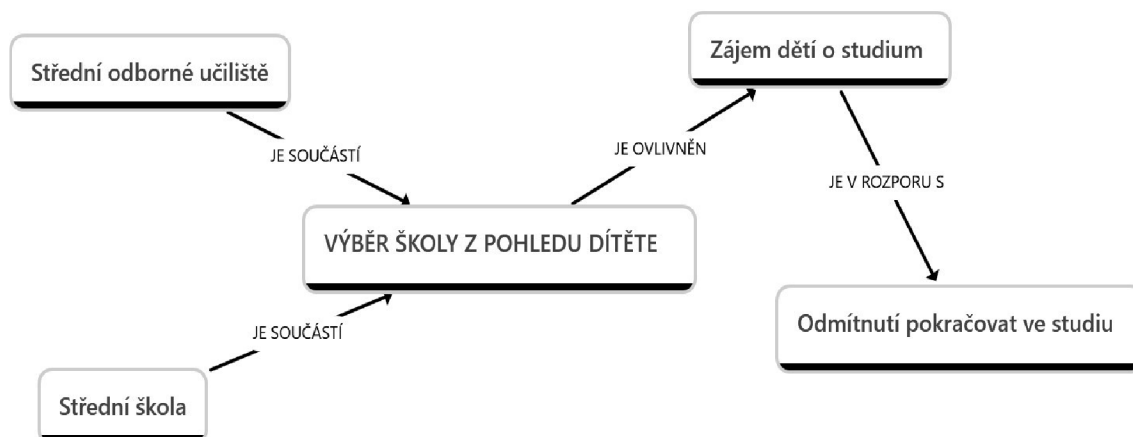 Zájem dětí o studium
Střední odborné učiliště
JE SOUČÁSTÍ
JE OVLIVNĚN
JE V ROZPORU S
VÝBĚR ŠKOLY Z POHLEDU DÍTĚTE
Odmítnutí pokračovat ve studiu
JE SOUČÁSTÍ
Střední škola